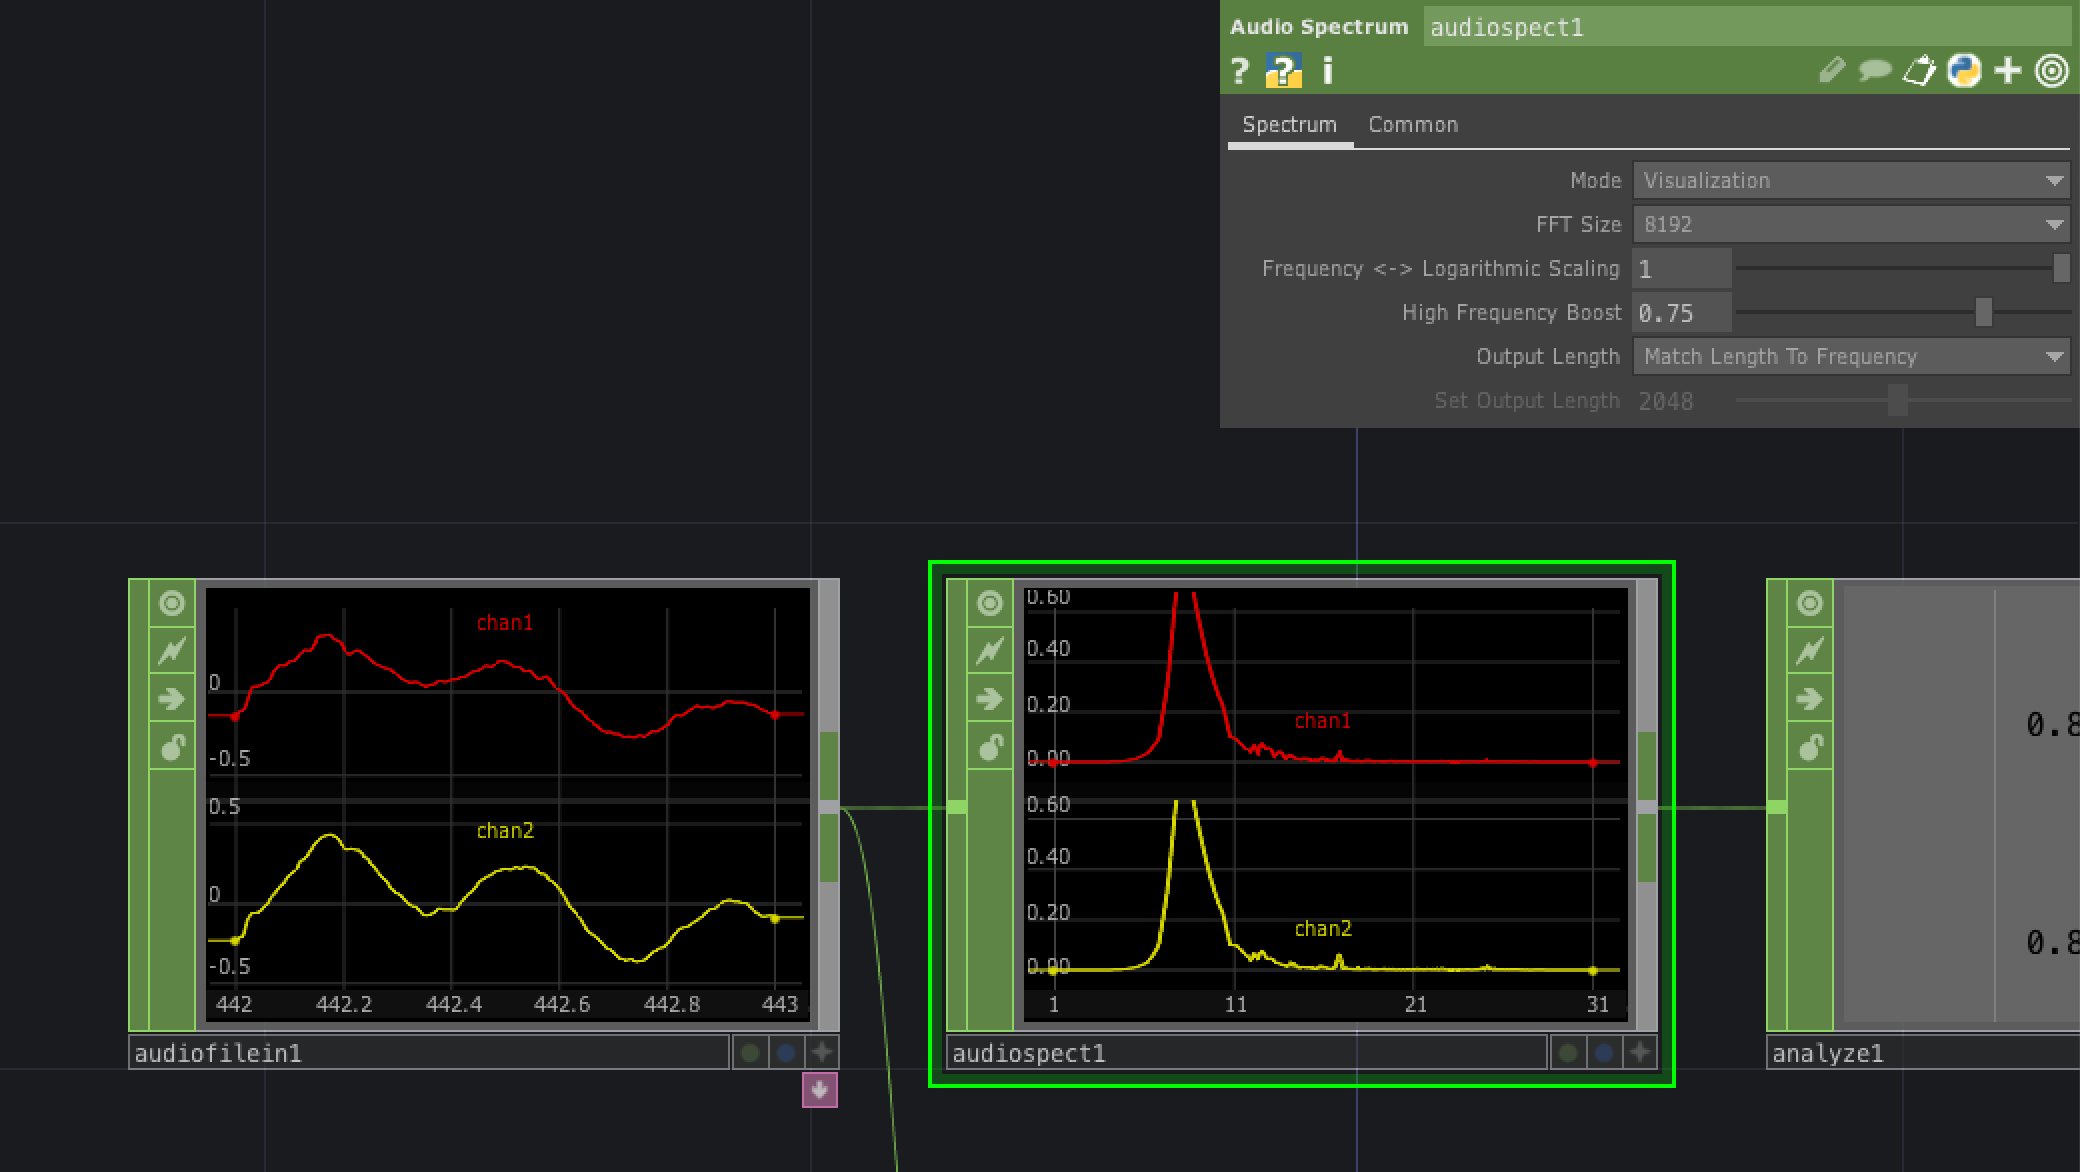 Audio Spectrum audiospect1
? ? i
Spectrum Common
Mode Visualization
FFT Size 8192
Frequency <-> Logarithmic Scaling 1
High Frequency Boost 0.75
Output Length Match Length To Frequency
Set Output Length 2048
chan1
0
-0.5
0.5
chan2
0
-0.5
442 442.2 442.4 442.6 442.8 443
audiofilein1
0.60
0.40
0.20
chan1
0.00
0.60
0.40
0.20
chan2
0.00
1 11 21 31
audiospect1
0.8
0.8
analyze1